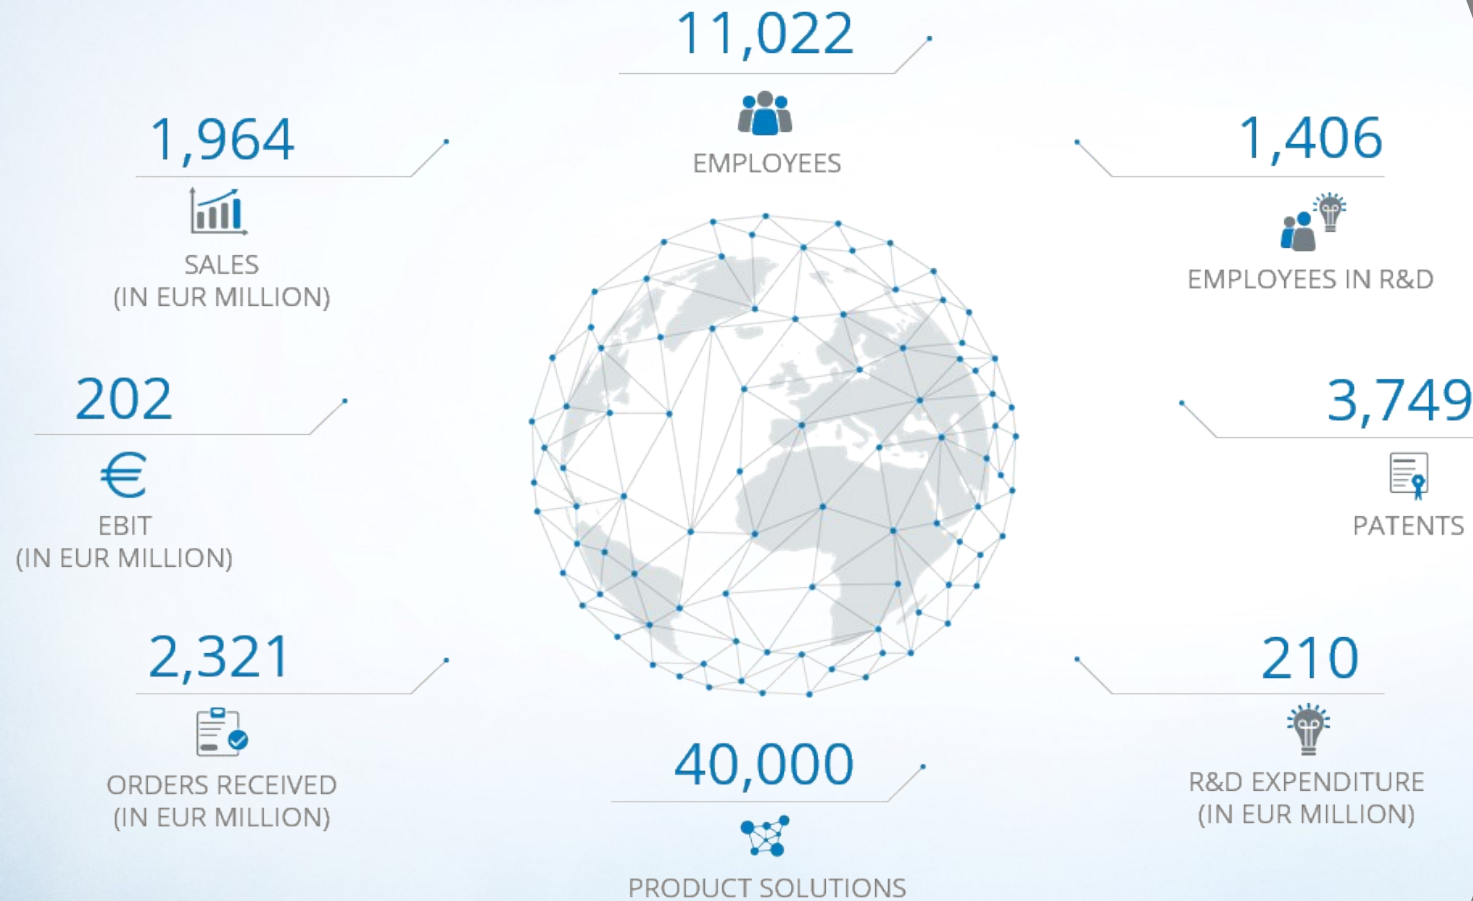 11,022
EMPLOYEES
1,964
SALES
(IN EUR MILLION)
1,406
EMPLOYEES IN R&D
202
EBIT
(IN EUR MILLION)
3,749
PATENTS
2,321
ORDERS RECEIVED
(IN EUR MILLION)
40,000
PRODUCT SOLUTIONS
210
R&D EXPENDITURE
(IN EUR MILLION)